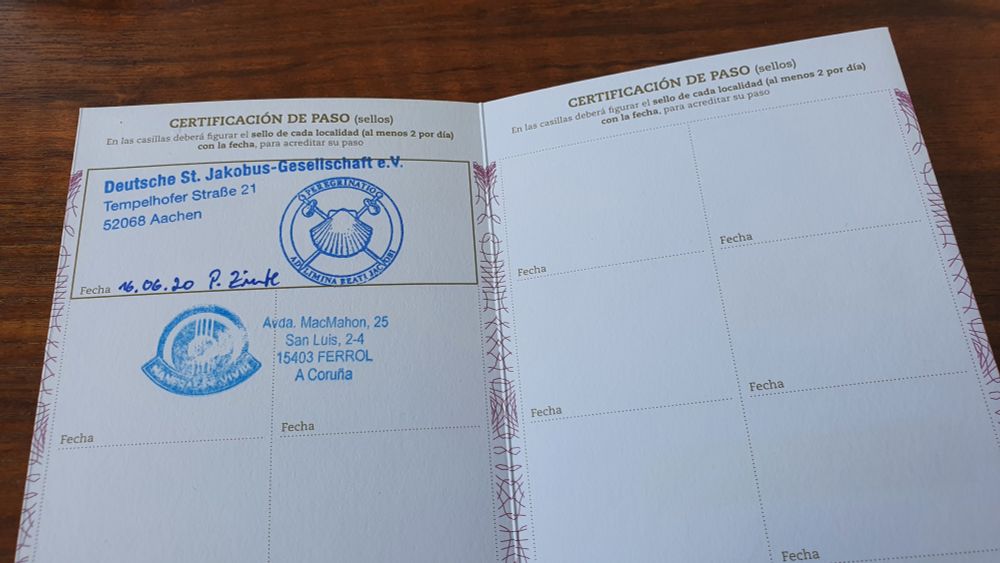 CERTIFICACIÓN DE PASO (sellos)
En las casillas deberá figurar el sello de cada localidad (al menos 2 por día)
con la fecha, para acreditar su paso
Deutsche St. Jakobus-Gesellschaft e.V.
Tempelhofer Straße 21
52068 Aachen
PEREGRINATIO
AD LIMINA BEATI JACOBI
Fecha 16.06.20 P.
Avda. MacMahon, 25
San Luis, 2-4
15403 FERROL
A Coruña
Fecha
Fecha
CERTIFICACIÓN DE PASO (sellos)
En las casillas deberá figurar el sello de cada localidad (al menos 2 por día)
con la fecha, para acreditar su paso
Fecha
Fecha
Fecha
Fecha
Fecha